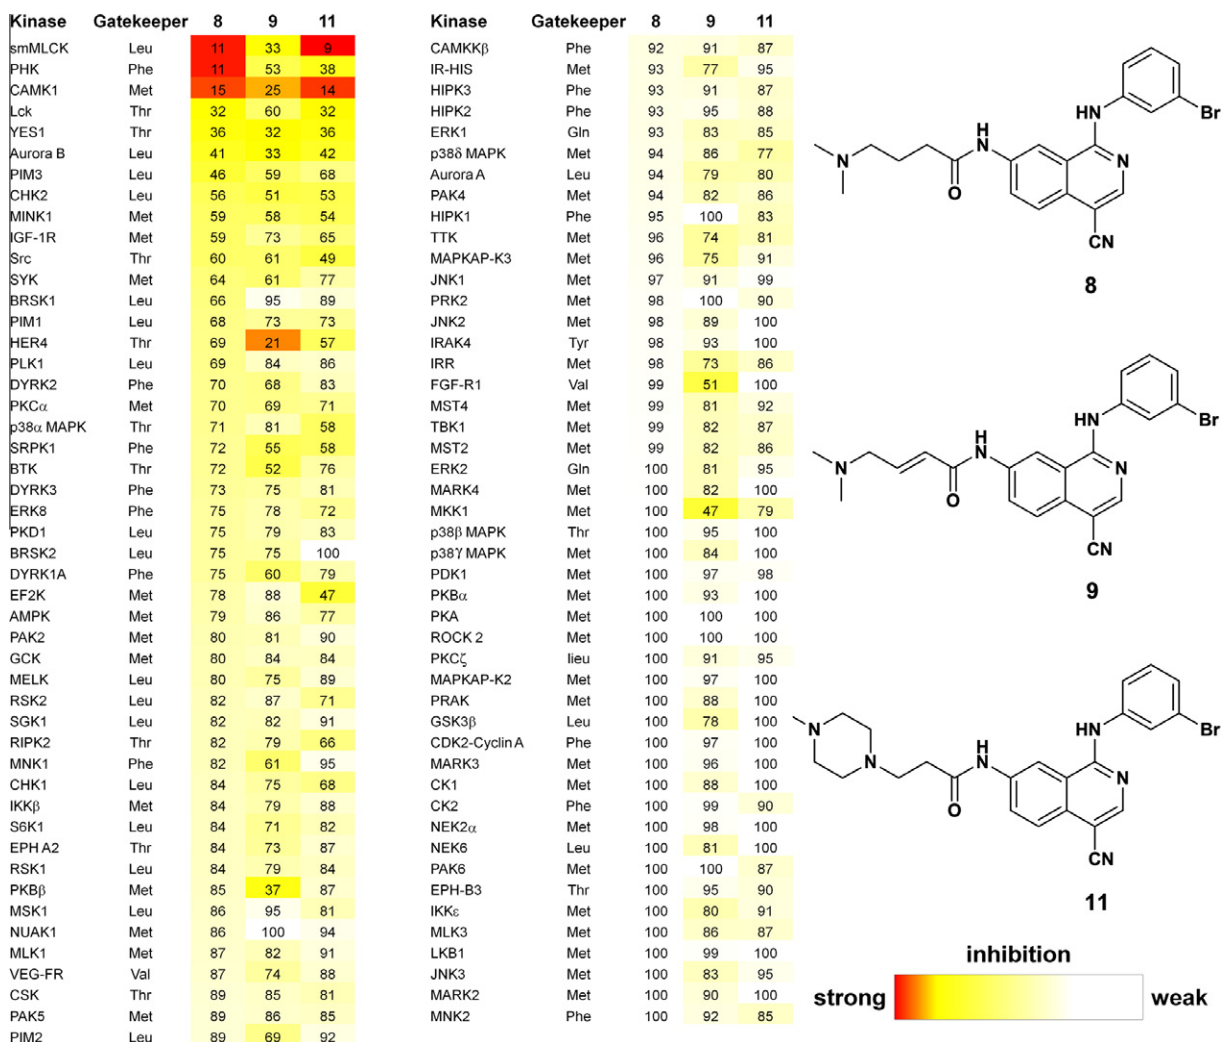 Kinase Gatekeeper 8 9 11
smMLCK Leu 11 33 9
PHK Phe 11 53 38
CAMK1 Met 15 25 14
Lck Thr 32 60 32
YES1 Thr 36 32 36
Aurora B Leu 41 33 42
PIM3 Leu 46 59 68
CHK2 Leu 56 51 53
MINK1 Met 59 58 54
IGF-1R Met 59 73 65
Src Thr 60 61 49
SYK Met 64 61 77
BRSK1 Leu 66 95 89
PIM1 Leu 68 73 73
HER4 Thr 69 21 57
PLK1 Leu 69 84 86
DYRK2 Phe 70 68 83
PKCα Met 70 69 71
p38α MAPK Thr 71 81 58
SRPK1 Phe 72 55 58
BTK Thr 72 52 76
DYRK3 Phe 73 75 81
ERK8 Phe 75 78 72
PKD1 Leu 75 79 83
BRSK2 Leu 75 75 100
DYRK1A Phe 75 60 79
EF2K Met 78 88 47
AMPK Met 79 86 77
PAK2 Met 80 81 90
GCK Met 80 84 84
MELK Leu 80 75 89
RSK2 Leu 82 87 71
SGK1 Leu 82 82 91
RIPK2 Thr 82 79 66
MNK1 Phe 82 61 95
CHK1 Leu 84 75 68
IKKβ Met 84 79 88
S6K1 Leu 84 71 82
EPH A2 Thr 84 73 87
RSK1 Leu 84 79 84
PKBβ Met 85 37 87
MSK1 Leu 86 95 81
NUAK1 Met 86 100 94
MLK1 Met 87 82 91
VEG-FR Val 87 74 88
CSK Thr 89 85 81
PAK5 Met 89 86 85
PIM2 Leu 89 69 92
Kinase Gatekeeper 8 9 11
CAMKKβ Phe 92 91 87
IR-HIS Met 93 77 95
HIPK3 Phe 93 91 87
HIPK2 Phe 93 95 88
ERK1 Gln 93 83 85
p38δ MAPK Met 94 86 77
Aurora A Leu 94 79 80
PAK4 Met 94 82 86
HIPK1 Phe 95 100 83
TTK Met 96 74 81
MAPKAP-K3 Met 96 75 91
JNK1 Met 97 91 99
PRK2 Met 98 100 90
JNK2 Met 98 89 100
IRAK4 Tyr 98 93 100
IRR Met 98 73 86
FGF-R1 Val 99 51 100
MST4 Met 99 81 92
TBK1 Met 99 82 87
MST2 Met 99 82 86
ERK2 Gln 100 81 95
MARK4 Met 100 82 100
MKK1 Met 100 47 79
p38β MAPK Thr 100 95 100
p38γ MAPK Met 100 84 100
PDK1 Met 100 97 98
PKBα Met 100 93 100
PKA Met 100 100 100
ROCK 2 Met 100 100 100
PKCζ lieu 100 91 95
MAPKAP-K2 Met 100 97 100
PRAK Met 100 88 100
GSK3β Leu 100 78 100
CDK2-Cyclin A Phe 100 97 100
MARK3 Met 100 96 100
CK1 Met 100 88 100
CK2 Phe 100 99 90
NEK2α Met 100 98 100
NEK6 Leu 100 81 100
PAK6 Met 100 100 87
EPH-B3 Thr 100 95 90
IKKε Met 100 80 91
MLK3 Met 100 86 87
LKB1 Met 100 99 100
JNK3 Met 100 83 95
MARK2 Met 100 90 100
MNK2 Phe 100 92 85
HN Br
H
N N
N O
CN
8
HN Br
H
N N
N O
CN
9
HN Br
N H
N N
N O
CN
11
inhibition
strong weak